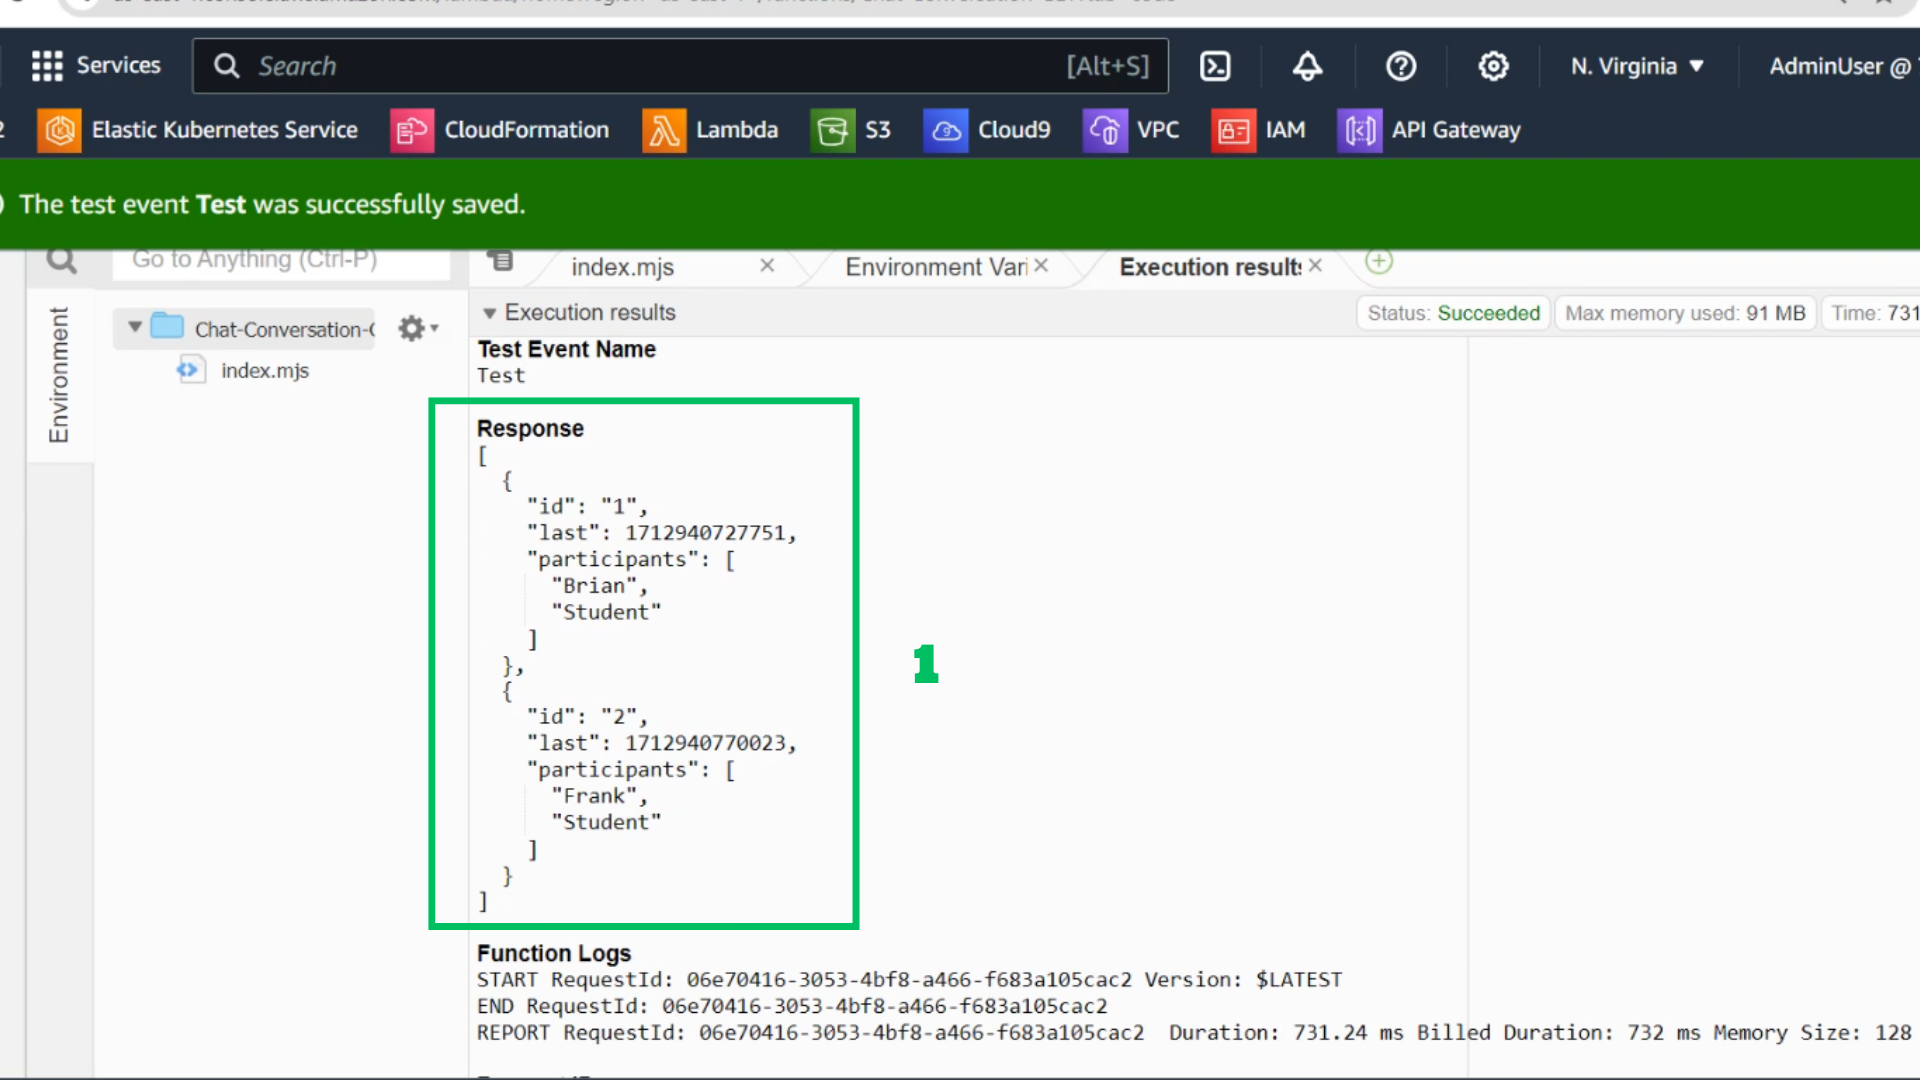 Services
Search
[Alt+S]
N. Virginia
AdminUser @
Elastic Kubernetes Service
CloudFormation
Lambda
S3
Cloud9
VPC
IAM
API Gateway
The test event Test was successfully saved.
Go to Anything (Ctrl-P)
index.mjs
Environment Vari
Execution results
Environment
Chat-Conversation-
index.mjs
Execution results
Status: Succeeded
Max memory used: 91 MB
Time: 731
Test Event Name
Test
Response
[
{
"id": "1",
"last": 1712940727751,
"participants": [
"Brian",
"Student"
]
},
{
"id": "2",
"last": 1712940770023,
"participants": [
"Frank",
"Student"
]
}
]
1
Function Logs
START RequestId: 06e70416-3053-4bf8-a466-f683a105cac2 Version: $LATEST
END RequestId: 06e70416-3053-4bf8-a466-f683a105cac2
REPORT RequestId: 06e70416-3053-4bf8-a466-f683a105cac2 Duration: 731.24 ms Billed Duration: 732 ms Memory Size: 128